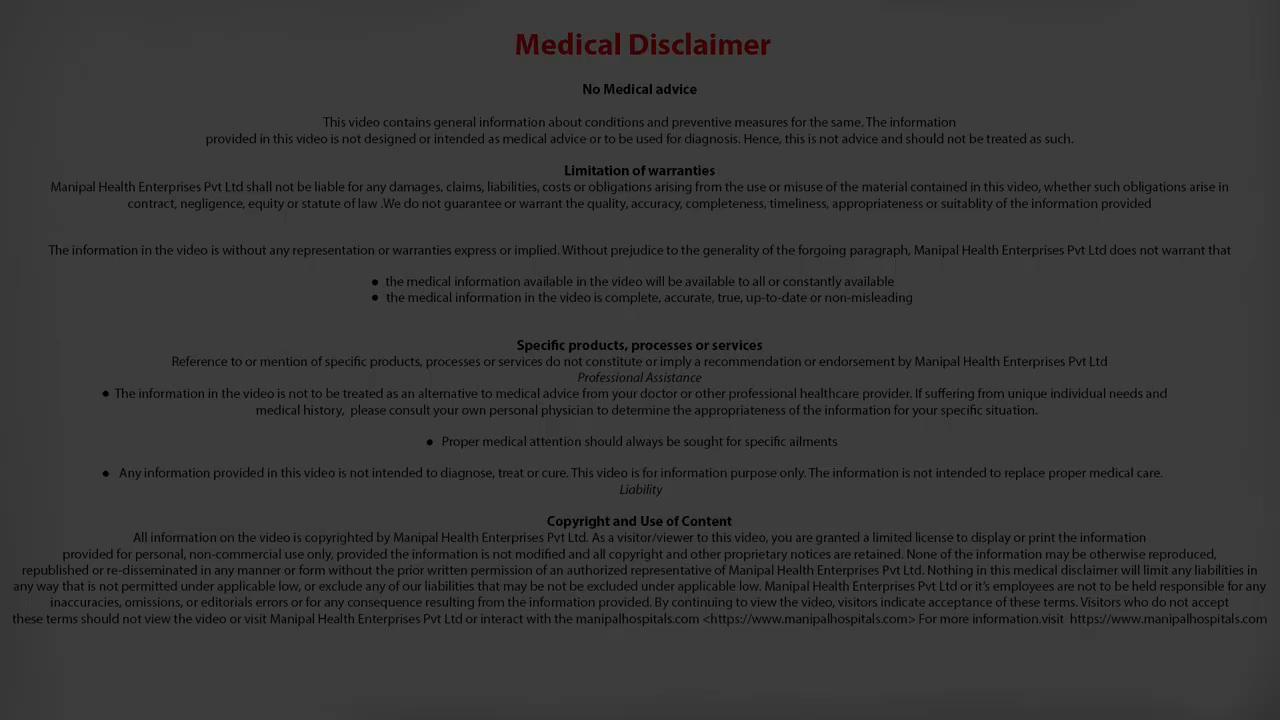 Medical Disclaimer
No Medical advice
This video contains general information about conditions and preventive measures for the same. The information
provided in this video is not designed or intended as medical advice or to be used for diagnosis. Hence, this is not advice and should not be treated as such.
Limitation of warranties
Manipal Health Enterprises Pvt Ltd shall not be liable for any damages, claims, liabilities, costs or obligations arising from the use or misuse of the material contained in this video, whether such obligations arise in
contract, negligence, equity or statute of law .We do not guarantee or warrant the quality, accuracy, completeness, timeliness, appropriateness or suitablity of the information provided
The information in the video is without any representation or warranties express or implied. Without prejudice to the generality of the forgoing paragraph, Manipal Health Enterprises Pvt Ltd does not warrant that
● the medical information available in the video will be available to all or constantly available
● the medical information in the video is complete, accurate, true, up-to-date or non-misleading
Specific products, processes or services
Reference to or mention of specific products, processes or services do not constitute or imply a recommendation or endorsement by Manipal Health Enterprises Pvt Ltd
Professional Assistance
● The information in the video is not to be treated as an alternative to medical advice from your doctor or other professional healthcare provider. If suffering from unique individual needs and
medical history, please consult your own personal physician to determine the appropriateness of the information for your specific situation.
● Proper medical attention should always be sought for specific ailments
● Any information provided in this video is not intended to diagnose, treat or cure. This video is for information purpose only. The information is not intended to replace proper medical care.
Liability
Copyright and Use of Content
All information on the video is copyrighted by Manipal Health Enterprises Pvt Ltd. As a visitor/viewer to this video, you are granted a limited license to display or print the information
provided for personal, non-commercial use only, provided the information is not modified and all copyright and other proprietary notices are retained. None of the information may be otherwise reproduced,
republished or re-disseminated in any manner or form without the prior written permission of an authorized representative of Manipal Health Enterprises Pvt Ltd. Nothing in this medical disclaimer will limit any liabilities in
any way that is not permitted under applicable low, or exclude any of our liabilities that may be not be excluded under applicable low. Manipal Health Enterprises Pvt Ltd or it's employees are not to be held responsible for any
inaccuracies, omissions, or editorials errors or for any consequence resulting from the information provided. By continuing to view the video, visitors indicate acceptance of these terms. Visitors who do not accept
these terms should not view the video or visit Manipal Health Enterprises Pvt Ltd or interact with the manipalhospitals.com <https://www.manipalhospitals.com> For more information.visit https://www.manipalhospitals.com